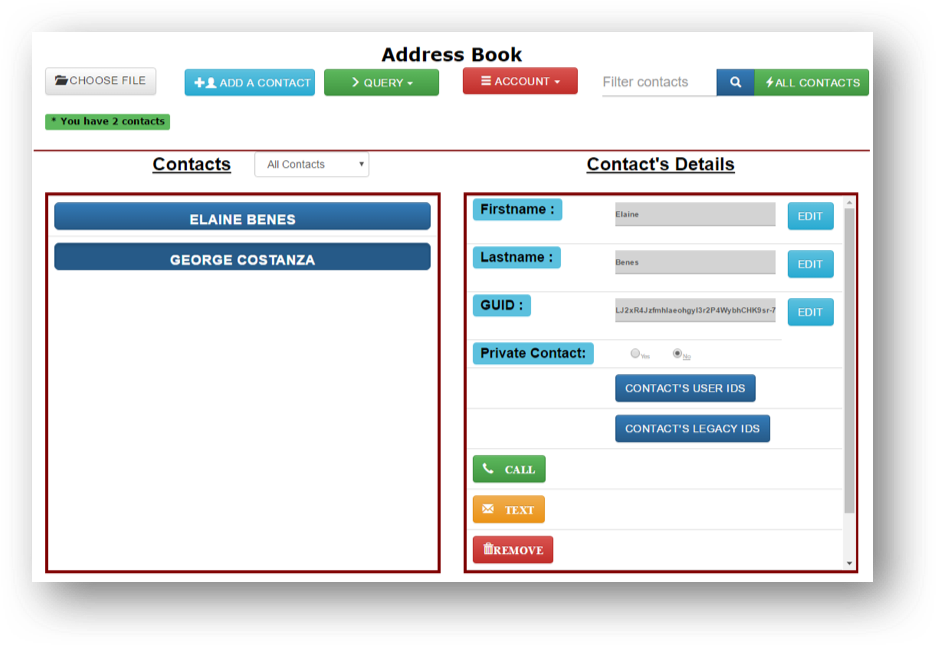 Address Book
CHOOSE FILE
ADD A CONTACT
QUERY
ACCOUNT
Filter contacts
ALL CONTACTS
* You have 2 contacts
Contacts
All Contacts
Contact's Details
ELAINE BENES
GEORGE COSTANZA
Firstname :
Elaine
EDIT
Lastname :
Benes
EDIT
GUID :
LJ2xR4Jzfmhlaeohgyl3r2P4WybhCHK9sr-7
EDIT
Private Contact:
Yes
No
CONTACT'S USER IDS
CONTACT'S LEGACY IDS
CALL
TEXT
REMOVE